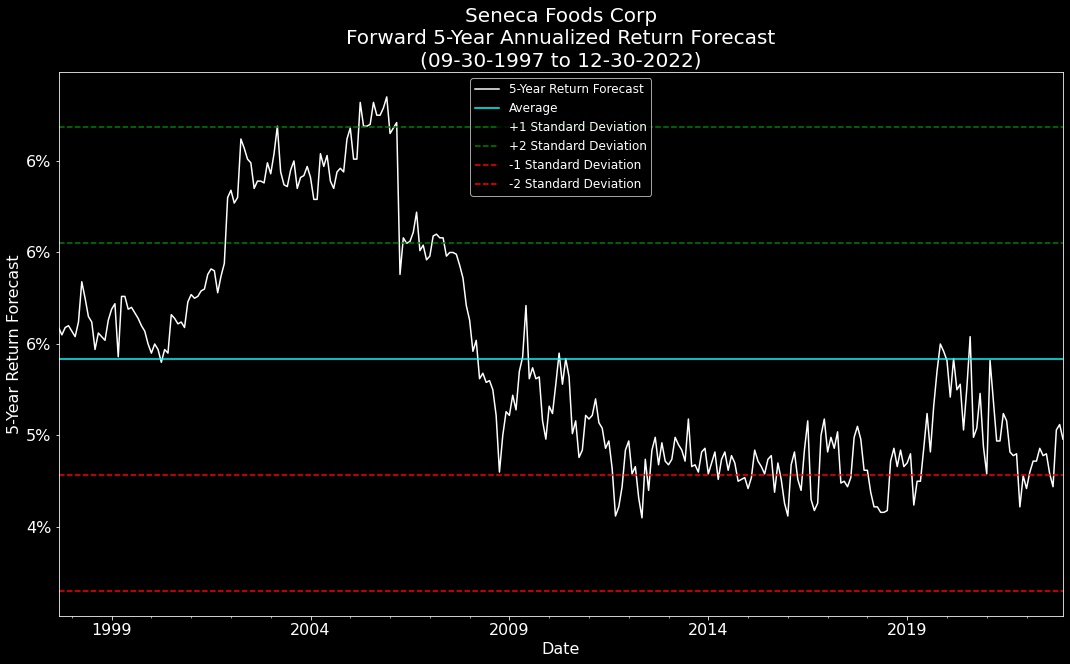 Seneca Foods Corp
Forward 5-Year Annualized Return Forecast
(09-30-1997 to 12-30-2022)
5-Year Return Forecast
Average
+1 Standard Deviation
+2 Standard Deviation
-1 Standard Deviation
-2 Standard Deviation
5-Year Return Forecast
6%
6%
6%
5%
4%
1999
2004
2009
2014
2019
Date